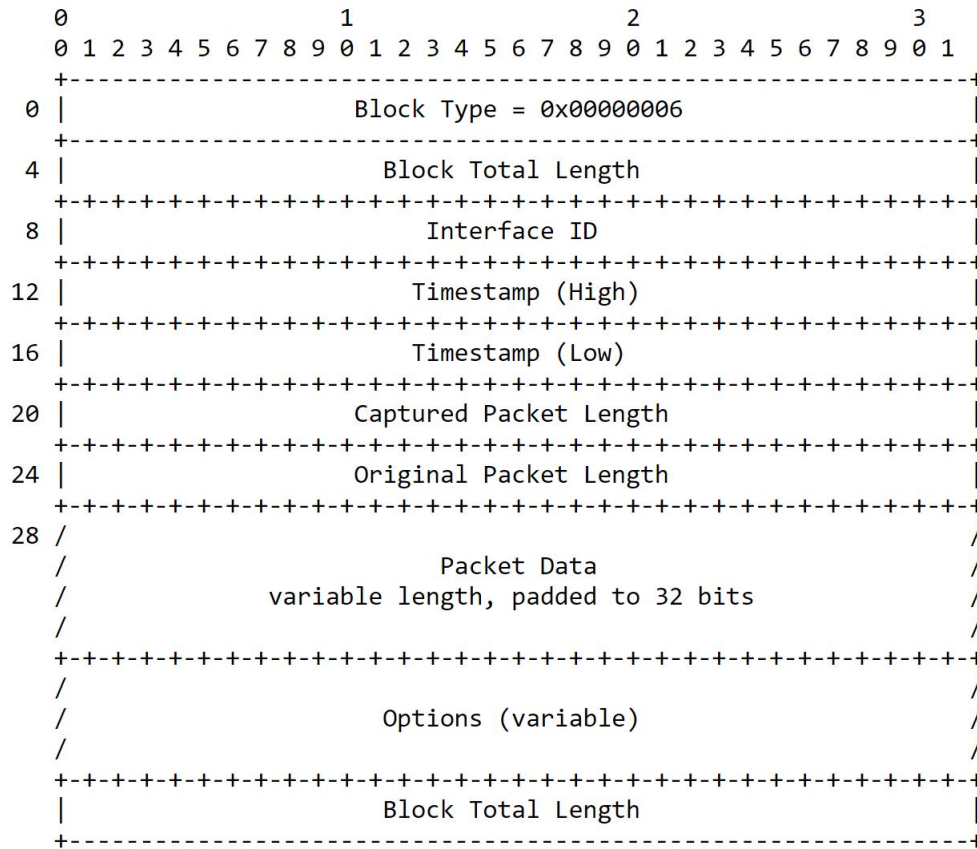 0                   1                   2                   3
0 1 2 3 4 5 6 7 8 9 0 1 2 3 4 5 6 7 8 9 0 1 2 3 4 5 6 7 8 9 0 1
+---------------------------------------------------------------+
0 |                    Block Type = 0x00000006                    |
+---------------------------------------------------------------+
4 |                      Block Total Length                       |
+-+-+-+-+-+-+-+-+-+-+-+-+-+-+-+-+-+-+-+-+-+-+-+-+-+-+-+-+-+-+-+-+
8 |                         Interface ID                          |
+-+-+-+-+-+-+-+-+-+-+-+-+-+-+-+-+-+-+-+-+-+-+-+-+-+-+-+-+-+-+-+-+
12 |                        Timestamp (High)                       |
+-+-+-+-+-+-+-+-+-+-+-+-+-+-+-+-+-+-+-+-+-+-+-+-+-+-+-+-+-+-+-+-+
16 |                        Timestamp (Low)                        |
+-+-+-+-+-+-+-+-+-+-+-+-+-+-+-+-+-+-+-+-+-+-+-+-+-+-+-+-+-+-+-+-+
20 |                    Captured Packet Length                     |
+-+-+-+-+-+-+-+-+-+-+-+-+-+-+-+-+-+-+-+-+-+-+-+-+-+-+-+-+-+-+-+-+
24 |                    Original Packet Length                     |
+-+-+-+-+-+-+-+-+-+-+-+-+-+-+-+-+-+-+-+-+-+-+-+-+-+-+-+-+-+-+-+-+
28 /                                                               /
/                          Packet Data                          /
/              variable length, padded to 32 bits               /
/                                                               /
+-+-+-+-+-+-+-+-+-+-+-+-+-+-+-+-+-+-+-+-+-+-+-+-+-+-+-+-+-+-+-+-+
/                                                               /
/                      Options (variable)                       /
/                                                               /
+-+-+-+-+-+-+-+-+-+-+-+-+-+-+-+-+-+-+-+-+-+-+-+-+-+-+-+-+-+-+-+-+
|                      Block Total Length                       |
+---------------------------------------------------------------+